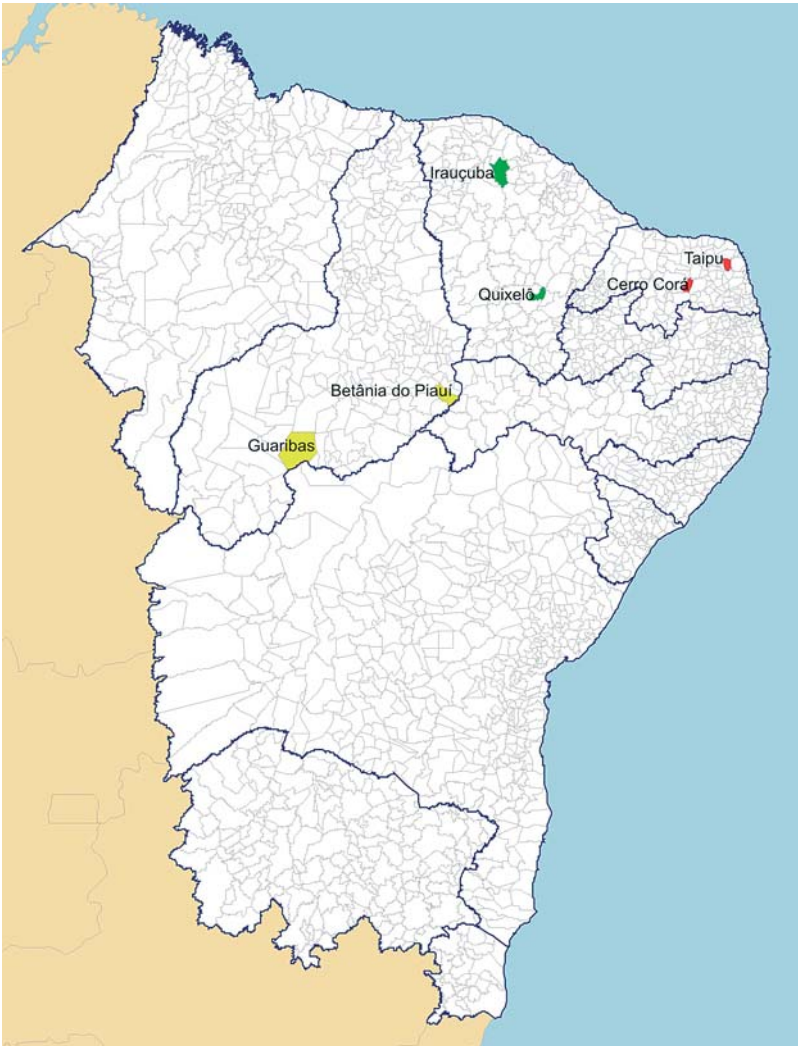 Irauçuba
Taipu
Cerro Corá
Quixelô
Betânia do Piauí
Guaribas